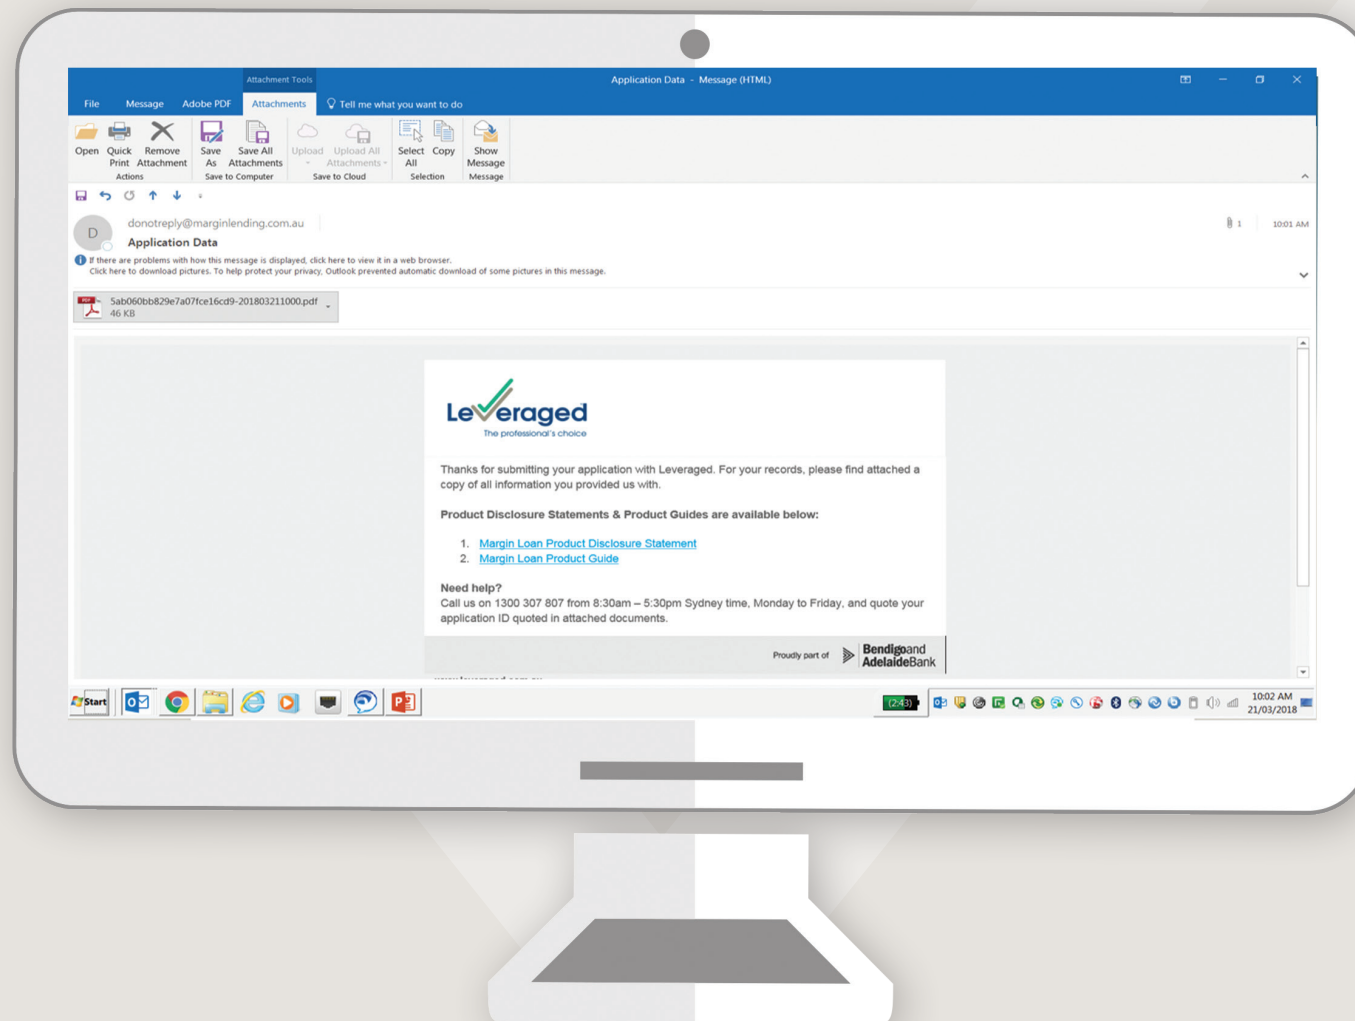 Attachment Tools
Application Data - Message (HTML)
File Message Adobe PDF Attachments Tell me what you want to do
Open Quick Print Remove Attachment Save As Save All Attachments Upload Upload All Attachments Select All Copy Show Message
Actions Save to Computer Save to Cloud Selection Message
D
donotreply@marginlending.com.au
1 10:01 AM
Application Data
If there are problems with how this message is displayed, click here to view it in a web browser.
Click here to download pictures. To help protect your privacy, Outlook prevented automatic download of some pictures in this message.
PDF
5ab060bb829e7a07fce16cd9-201803211000.pdf
46 KB
Leveraged
The professional's choice
Thanks for submitting your application with Leveraged. For your records, please find attached a
copy of all information you provided us with.
Product Disclosure Statements & Product Guides are available below:
1. Margin Loan Product Disclosure Statement
2. Margin Loan Product Guide
Need help?
Call us on 1300 307 807 from 8:30am – 5:30pm Sydney time, Monday to Friday, and quote your
application ID quoted in attached documents.
Proudly part of
Bendigoand
AdelaideBank
Start
(2:43)
10:02 AM
21/03/2018